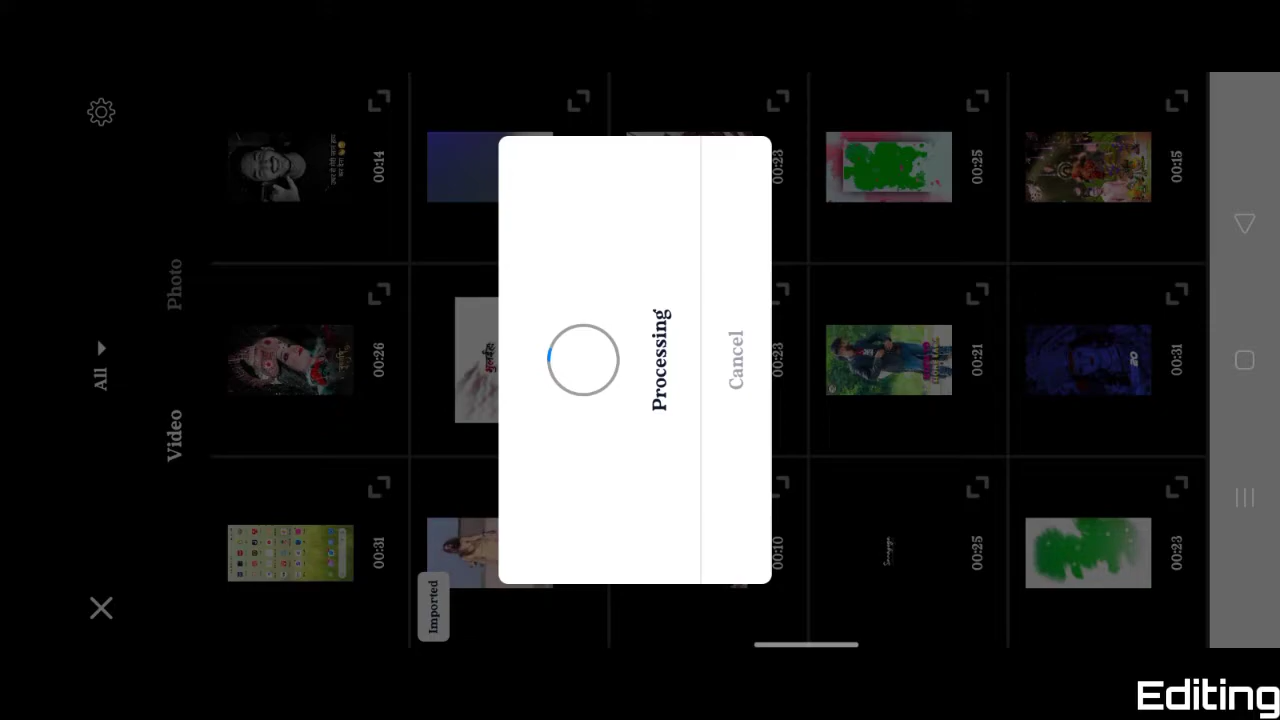 All
Video
Photo
00:31
00:26
00:14
Imported
00:10
00:23
00:23
00:25
00:21
00:25
00:23
00:31
00:15
Processing
Cancel
Editing